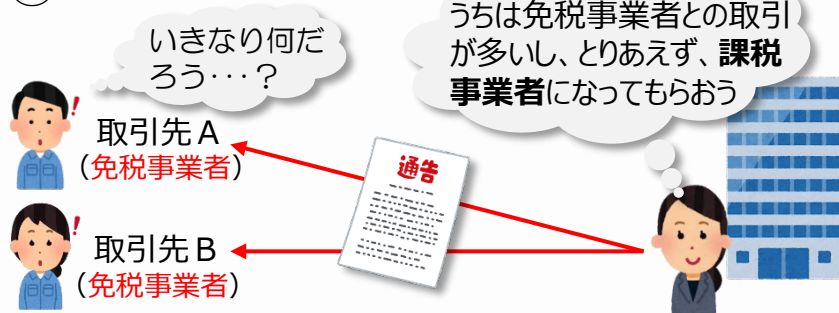 うちは免税事業者との取引
が多いし、とりあえず、課税
事業者になってもらおう
いきなり何だ
ろう・・・？
取引先A
（免税事業者）
通告
取引先B
（免税事業者）